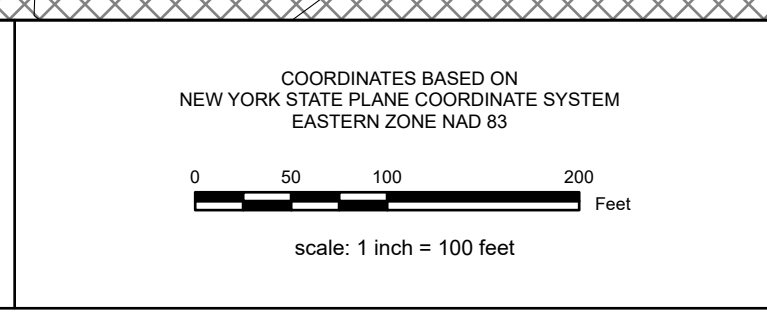 COORDINATES BASED ON
NEW YORK STATE PLANE COORDINATE SYSTEM
EASTERN ZONE NAD 83
0 50 100 200
Feet
scale: 1 inch = 100 feet